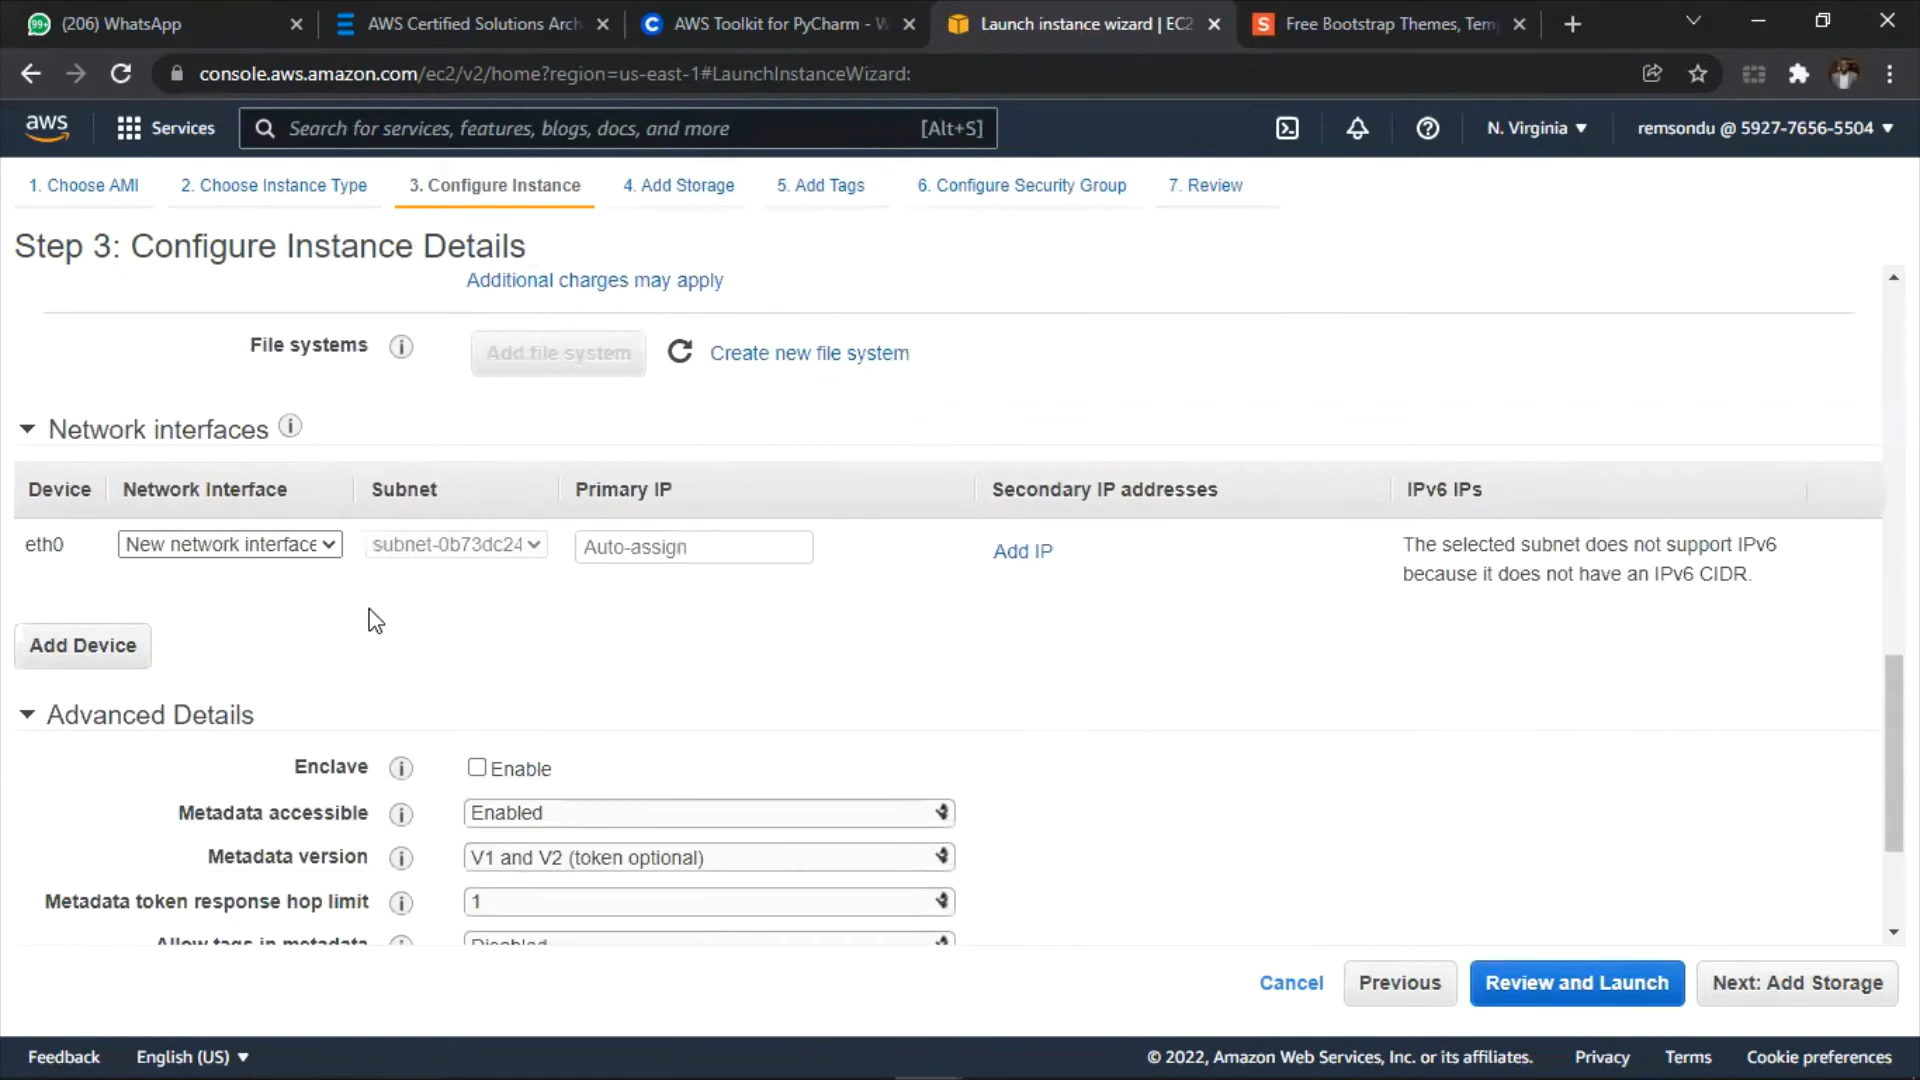 99+ (206) WhatsApp
AWS Certified Solutions Arch
AWS Toolkit for PyCharm - W
Launch instance wizard | EC2
S Free Bootstrap Themes, Tem
console.aws.amazon.com/ec2/v2/home?region=us-east-1#LaunchInstanceWizard:
aws Services Search for services, features, blogs, docs, and more [Alt+S] N. Virginia remsondu @ 5927-7656-5504
1. Choose AMI 2. Choose Instance Type 3. Configure Instance 4. Add Storage 5. Add Tags 6. Configure Security Group 7. Review
Step 3: Configure Instance Details
Additional charges may apply
File systems Add file system Create new file system
Network interfaces
Device Network Interface Subnet Primary IP Secondary IP addresses IPv6 IPs
eth0 New network interface subnet-0b73dc24 Auto-assign Add IP The selected subnet does not support IPv6
because it does not have an IPv6 CIDR.
Add Device
Advanced Details
Enclave Enable
Metadata accessible Enabled
Metadata version V1 and V2 (token optional)
Metadata token response hop limit 1
Allow tags in metadata Disabled
Cancel Previous Review and Launch Next: Add Storage
Feedback English (US) © 2022, Amazon Web Services, Inc. or its affiliates. Privacy Terms Cookie preferences